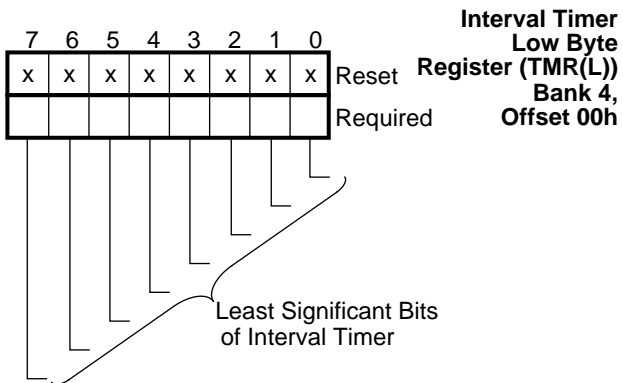 Interval Timer
Low Byte
Register (TMR(L))
Bank 4,
Offset 00h
7 6 5 4 3 2 1 0
x x x x x x x x Reset
Required
Least Significant Bits
of Interval Timer